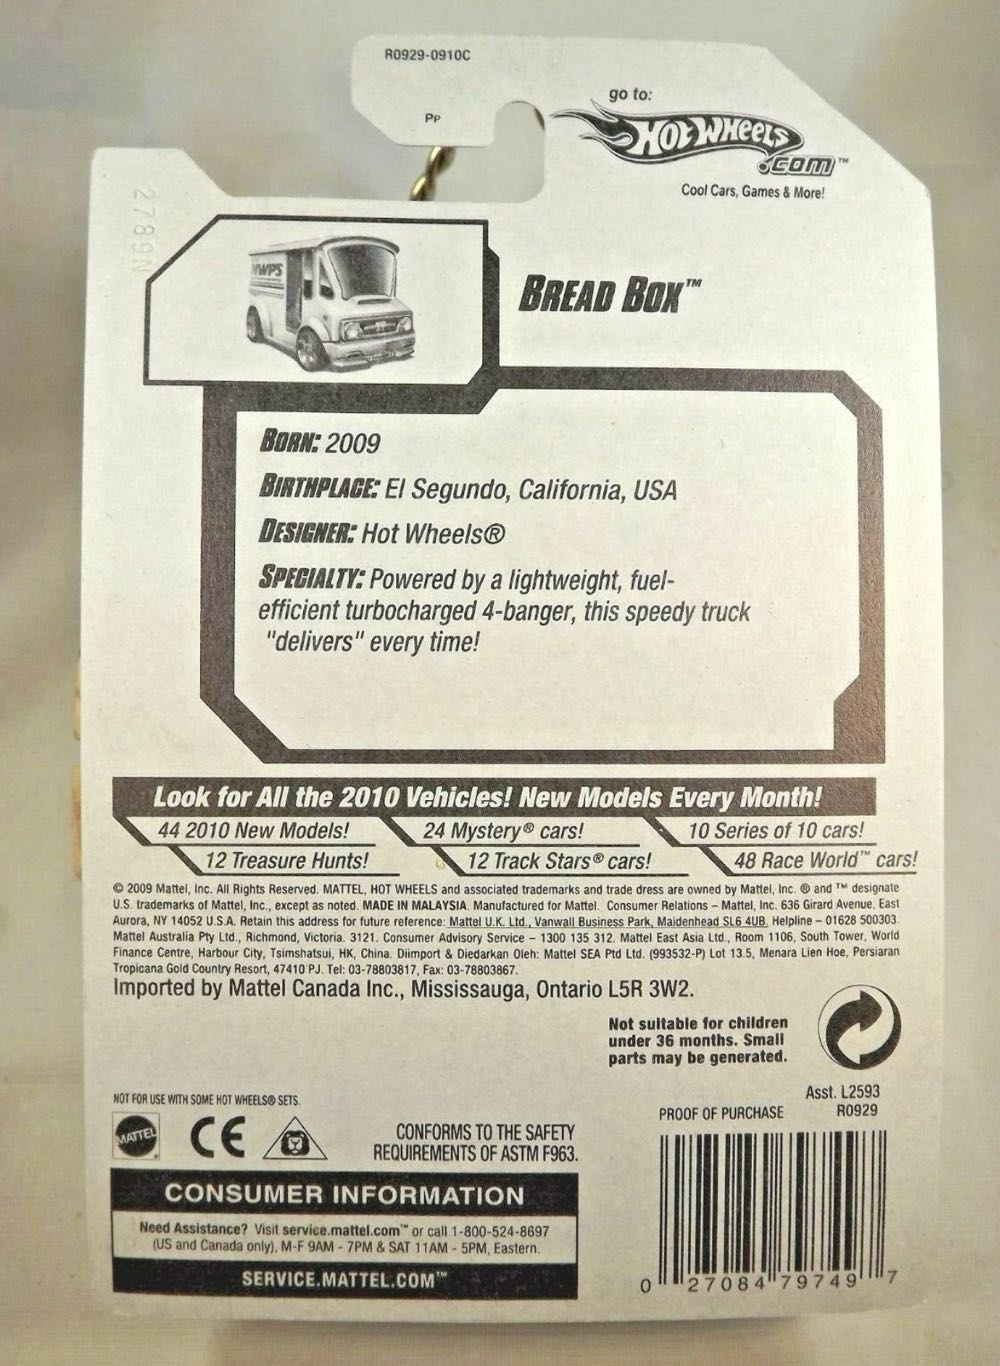 R0929-0910C
Pp
go to:
HOT WHEELS
.COM™
Cool Cars, Games & More!
2789N
HWPS
BREAD BOX™
BORN: 2009
BIRTHPLACE: El Segundo, California, USA
DESIGNER: Hot Wheels®
SPECIALTY: Powered by a lightweight, fuel-
efficient turbocharged 4-banger, this speedy truck
"delivers" every time!
Look for All the 2010 Vehicles! New Models Every Month!
44 2010 New Models! 24 Mystery® cars! 10 Series of 10 cars!
12 Treasure Hunts! 12 Track Stars® cars! 48 Race World™ cars!
© 2009 Mattel, Inc. All Rights Reserved. MATTEL, HOT WHEELS and associated trademarks and trade dress are owned by Mattel, Inc. ® and ™ designate
U.S. trademarks of Mattel, Inc., except as noted. MADE IN MALAYSIA. Manufactured for Mattel. Consumer Relations – Mattel, Inc. 636 Girard Avenue, East
Aurora, NY 14052 U.S.A. Retain this address for future reference: Mattel U.K. Ltd., Vanwall Business Park, Maidenhead SL6 4UB. Helpline – 01628 500303.
Mattel Australia Pty Ltd., Richmond, Victoria. 3121. Consumer Advisory Service – 1300 135 312. Mattel East Asia Ltd., Room 1106, South Tower, World
Finance Centre, Harbour City, Tsimshatsui, HK, China. Diimport & Diedarkan Oleh: Mattel SEA Ptd Ltd. (993532-P) Lot 13.5, Menara Lien Hoe, Persiaran
Tropicana Gold Country Resort, 47410 PJ. Tel: 03-78803817, Fax: 03-78803867.
Imported by Mattel Canada Inc., Mississauga, Ontario L5R 3W2.
Not suitable for children
under 36 months. Small
parts may be generated.
Asst. L2593
PROOF OF PURCHASE R0929
NOT FOR USE WITH SOME HOT WHEELS® SETS.
MATTEL
CE
CONFORMS TO THE SAFETY
REQUIREMENTS OF ASTM F963.
CONSUMER INFORMATION
Need Assistance? Visit service.mattel.com™ or call 1-800-524-8697
(US and Canada only), M-F 9AM - 7PM & SAT 11AM - 5PM, Eastern.
SERVICE.MATTEL.COM™
0 27084 79749 7